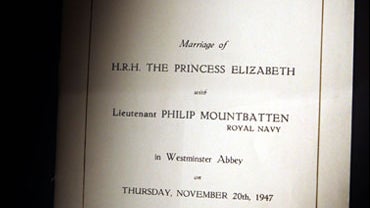 Marriage of
H.R.H. THE PRINCESS ELIZABETH
with
Lieutenant PHILIP MOUNTBATTEN
ROYAL NAVY
in Westminster Abbey
on
THURSDAY, NOVEMBER 20th, 1947